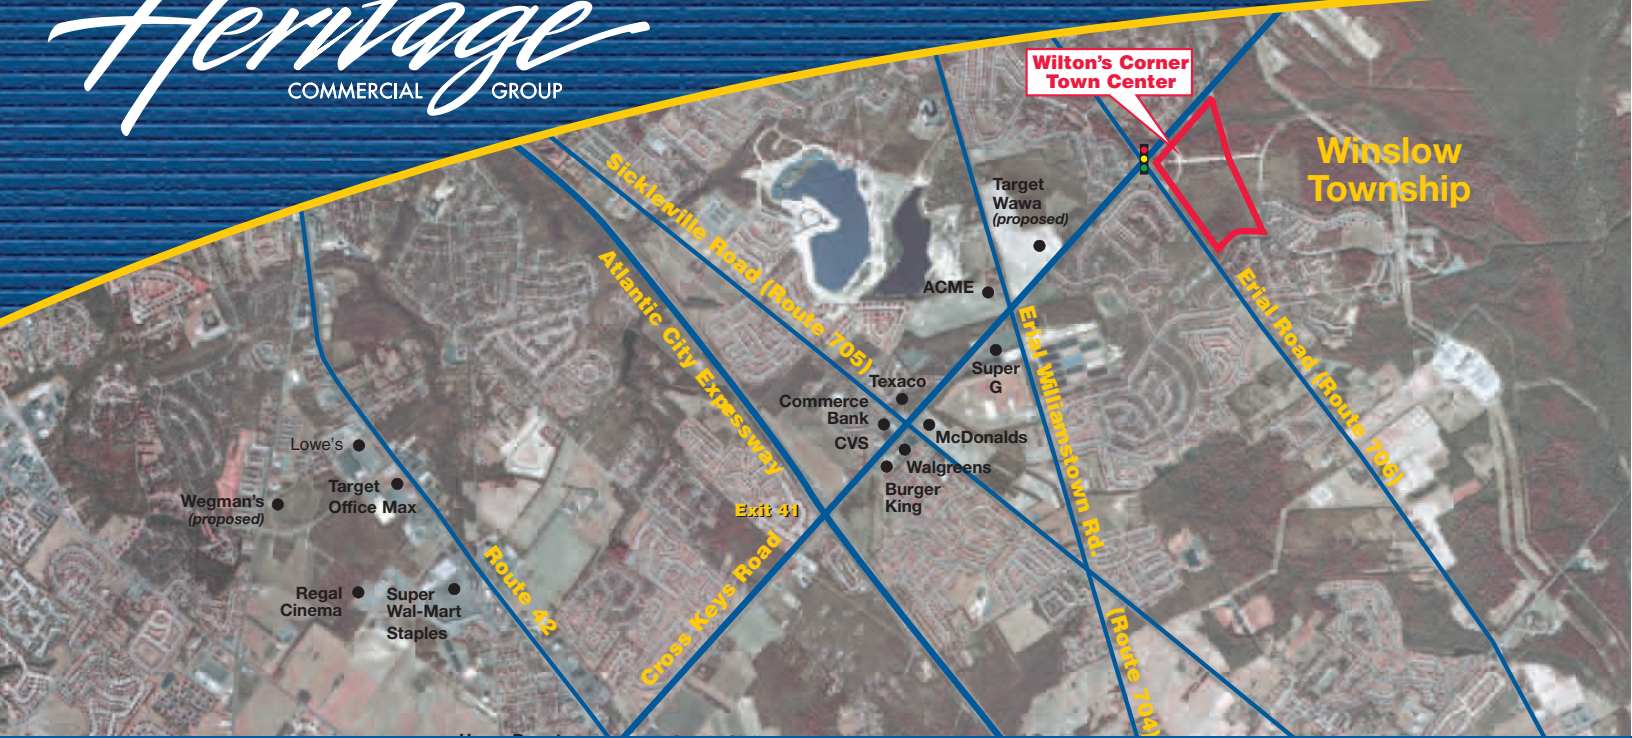 Heritage
COMMERCIAL GROUP
Wilton's Corner
Town Center
Winslow
Township
Target
Wawa
(proposed)
ACME
Sicklerville Road (Route 705)
Atlantic City Expessway
Erial Williamstown Rd.
(Route 704)
Erial Road (Route 706)
Super
G
Texaco
Commerce
Bank
CVS
McDonalds
Walgreens
Burger
King
Exit 41
Cross Keys Road
Lowe's
Target
Office Max
Wegman's
(proposed)
Regal
Cinema
Super
Wal-Mart
Staples
Route 42